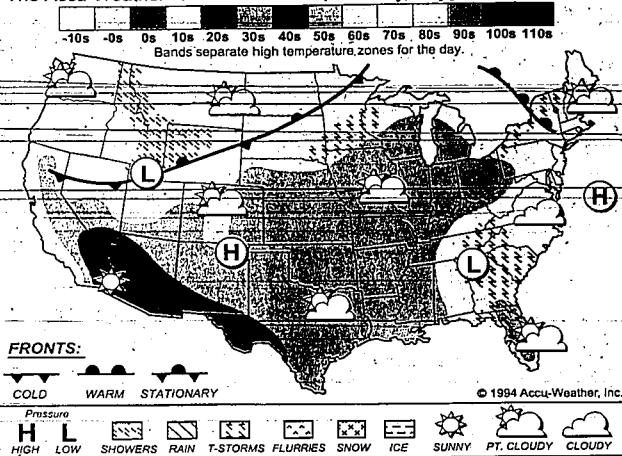 -10s -0s 0s 10s 20s 30s 40s 50s 60s 70s 80s 90s 100s 110s
Bands separate high temperature zones for the day.
L
H
H
L
FRONTS:
COLD WARM STATIONARY
© 1994 Accu-Weather, Inc.
Pressure
H L
HIGH LOW SHOWERS RAIN T-STORMS FLURRIES SNOW ICE SUNNY PT. CLOUDY CLOUDY